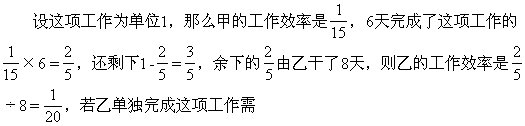 设这项工作为单位1，那么甲的工作效率是1/15，6天完成了这项工作的
1/15×6=2/5，还剩下1-2/5=3/5，余下的2/5由乙干了8天，则乙的工作效率是2/5
÷8=1/20，若乙单独完成这项工作需